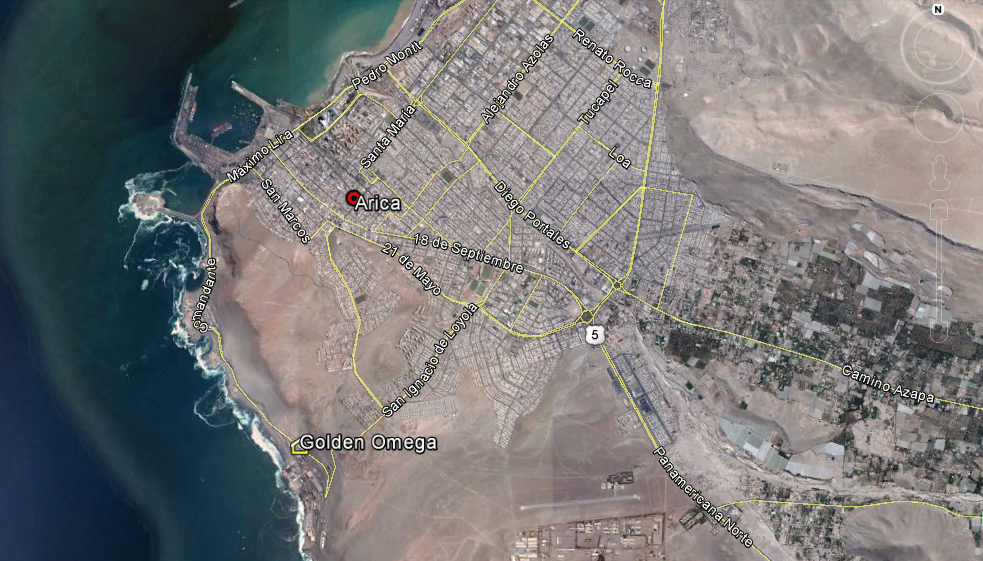 N
Renato Rocca
Pedro Montt
Alejandro Azolas
Tucapel
Santa María
Máximo Lira
Loa
San Marcos
Arica
Diego Portales
18 de Septiembre
21 de Mayo
Comandante
5
San Ignacio de Loyola
Camino Azapa
Golden Omega
Panamericana Norte